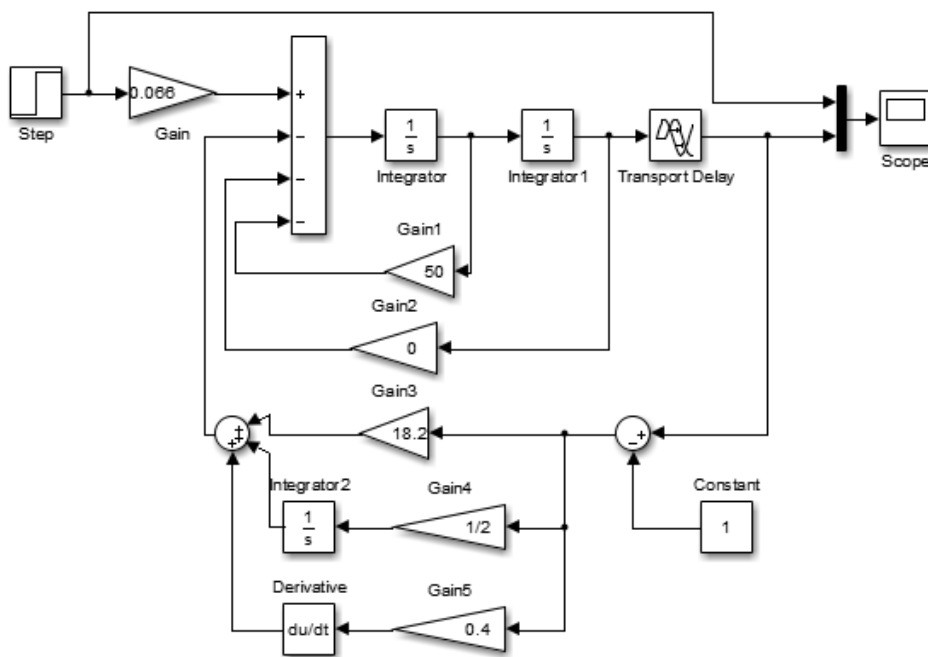 Step
0.066
Gain
+
−
−
−
1
s
Integrator
1
s
Integrator1
Transport Delay
Scope
Gain1
50
Gain2
0
Gain3
18.2
+
+
+
−
+
Integrator2
1
s
Gain4
1/2
Constant
1
Derivative
du/dt
Gain5
0.4